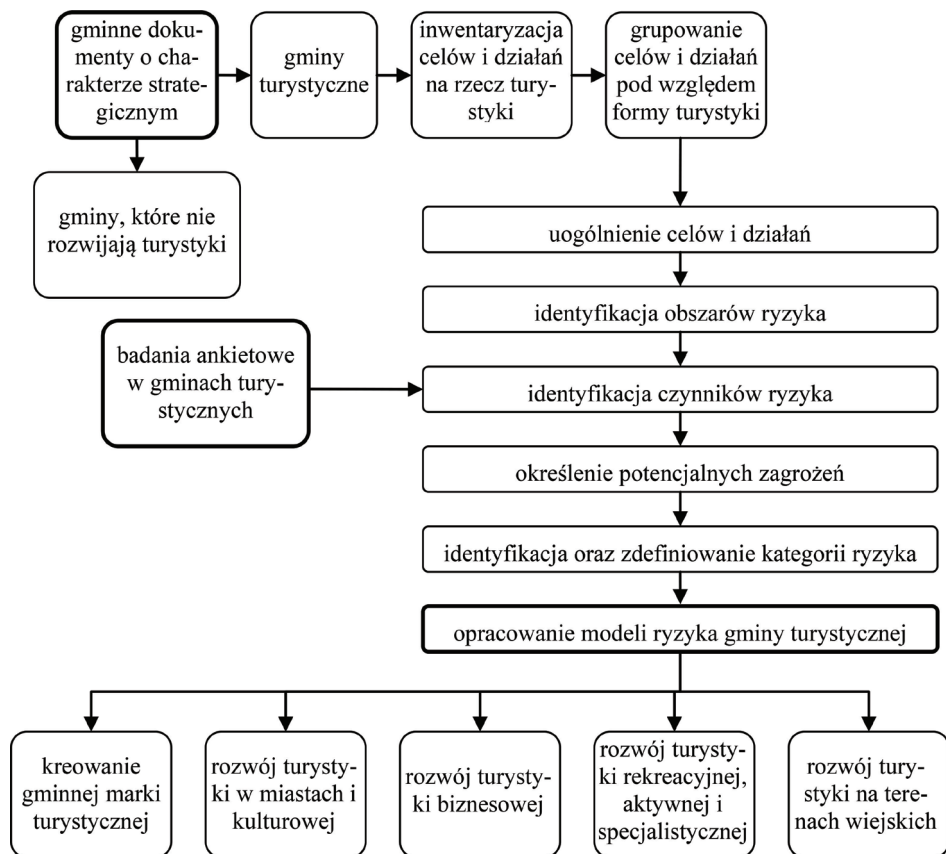 gminne doku-
menty o cha-
rakterze strate-
gicznym
gminy
turystyczne
inwentaryzacja
celów i działań
na rzecz tury-
styki
grupowanie
celów i działań
pod względem
formy turystyki
gminy, które nie
rozwijają turystyki
uogólnienie celów i działań
identyfikacja obszarów ryzyka
badania ankietowe
w gminach tury-
stycznych
identyfikacja czynników ryzyka
określenie potencjalnych zagrożeń
identyfikacja oraz zdefiniowanie kategorii ryzyka
opracowanie modeli ryzyka gminy turystycznej
kreowanie
gminnej marki
turystycznej
rozwój turysty-
ki w miastach i
kulturowej
rozwój turysty-
ki biznesowej
rozwój turysty-
ki rekreacyjnej,
aktywnej i
specjalistycznej
rozwój tury-
styki na tere-
nach wiejskich